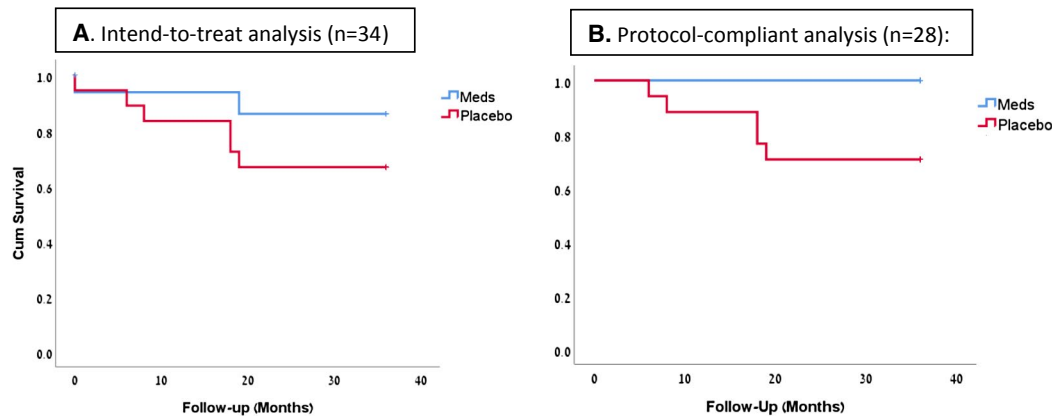 A. Intend-to-treat analysis (n=34)
Cum Survival
1.0
0.8
0.6
0.4
0.2
0.0
0
10
20
30
40
Follow-up (Months)
Meds
Placebo
B. Protocol-compliant analysis (n=28):
1.0
0.8
0.6
0.4
0.2
0.0
0
10
20
30
40
Follow-Up (Months)
Meds
Placebo